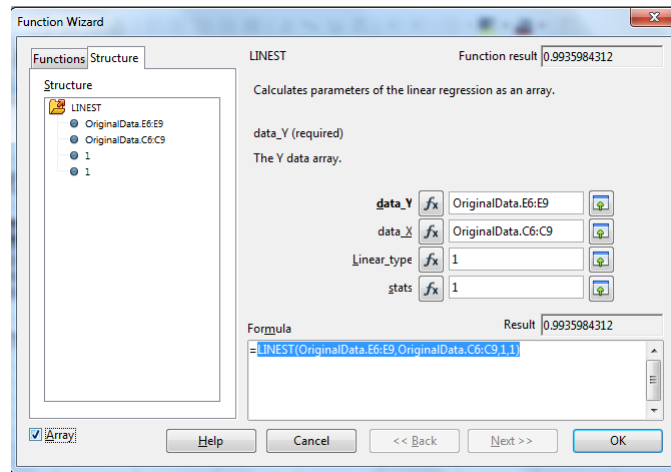 Function Wizard
Functions Structure
LINEST
Function result 0.9935984312
Structure
LINEST
OriginalData.E6:E9
OriginalData.C6:C9
1
1
Calculates parameters of the linear regression as an array.
data_Y (required)
The Y data array.
data_Y fx OriginalData.E6:E9
data_X fx OriginalData.C6:C9
Linear_type fx 1
stats fx 1
Formula
Result 0.9935984312
=LINEST(OriginalData.E6:E9,OriginalData.C6:C9,1,1)
Array
Help
Cancel
<< Back
Next >>
OK